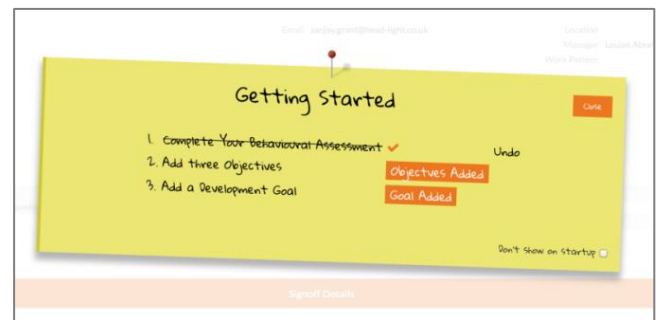 Email sanjay.grant@head-light.co.uk
Location
Manager Louise Abra
Work Pattern
Getting Started
Close
1. Complete Your Behavioural Assessment ✓ Undo
2. Add three Objectives Objectves Added
3. Add a Development Goal Goal Added
Don't show on startup
Signoff Details